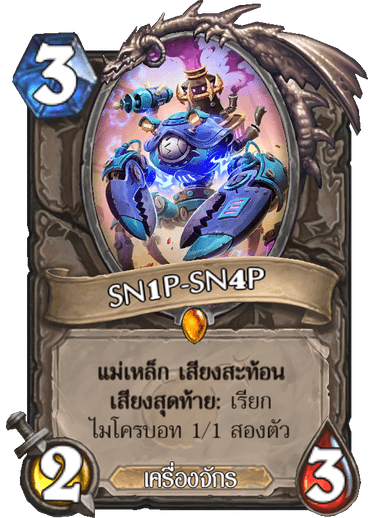 3
SN1P-SN4P
แม่เหล็ก เสียงสะท้อน
เสียงสุดท้าย: เรียก
ไมโครบอท 1/1 สองตัว
2
เครื่องจักร
3